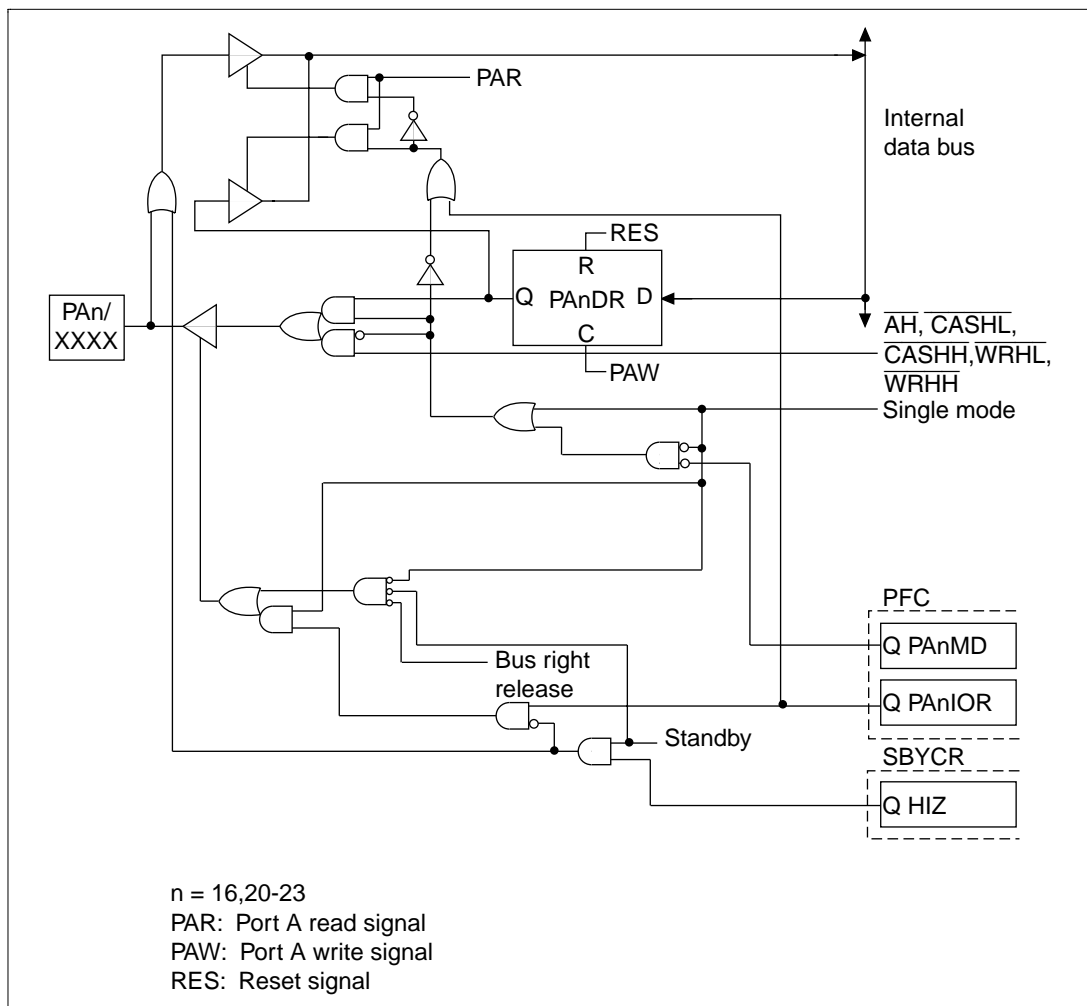 PAR
Internal
data bus
RES
R
PAn/
XXXX
Q PAnDR D
C
PAW
AH, CASHL,
CASHH,WRHL,
WRHH
Single mode
PFC
Q PAnMD
Bus right
release
Q PAnIOR
Standby
SBYCR
Q HIZ
n = 16,20-23
PAR: Port A read signal
PAW: Port A write signal
RES: Reset signal